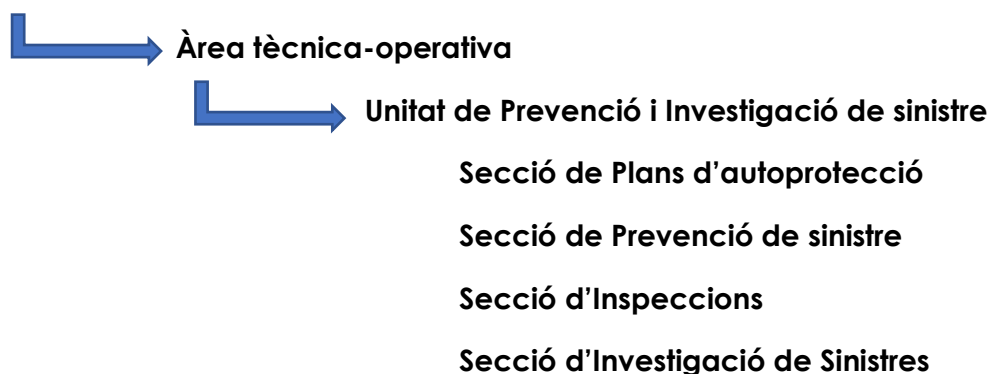 Àrea tècnica-operativa
Unitat de Prevenció i Investigació de sinistre
Secció de Plans d’autoprotecció
Secció de Prevenció de sinistre
Secció d’Inspeccions
Secció d’Investigació de Sinistres